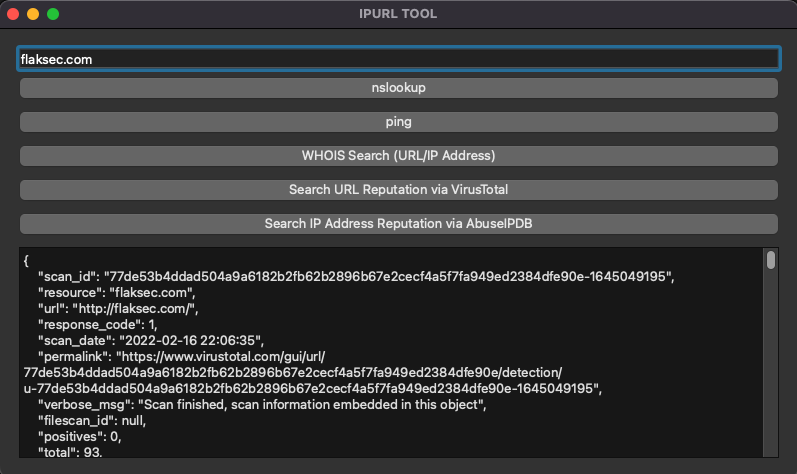 IPURL TOOL
flaksec.com
nslookup
ping
WHOIS Search (URL/IP Address)
Search URL Reputation via VirusTotal
Search IP Address Reputation via AbuseIPDB
{
"scan_id": "77de53b4ddad504a9a6182b2fb62b2896b67e2cecf4a5f7fa949ed2384dfe90e-1645049195",
"resource": "flaksec.com",
"url": "http://flaksec.com/",
"response_code": 1,
"scan_date": "2022-02-16 22:06:35",
"permalink": "https://www.virustotal.com/gui/url/
77de53b4ddad504a9a6182b2fb62b2896b67e2cecf4a5f7fa949ed2384dfe90e/detection/
u-77de53b4ddad504a9a6182b2fb62b2896b67e2cecf4a5f7fa949ed2384dfe90e-1645049195",
"verbose_msg": "Scan finished, scan information embedded in this object",
"filescan_id": null,
"positives": 0,
"total": 93,